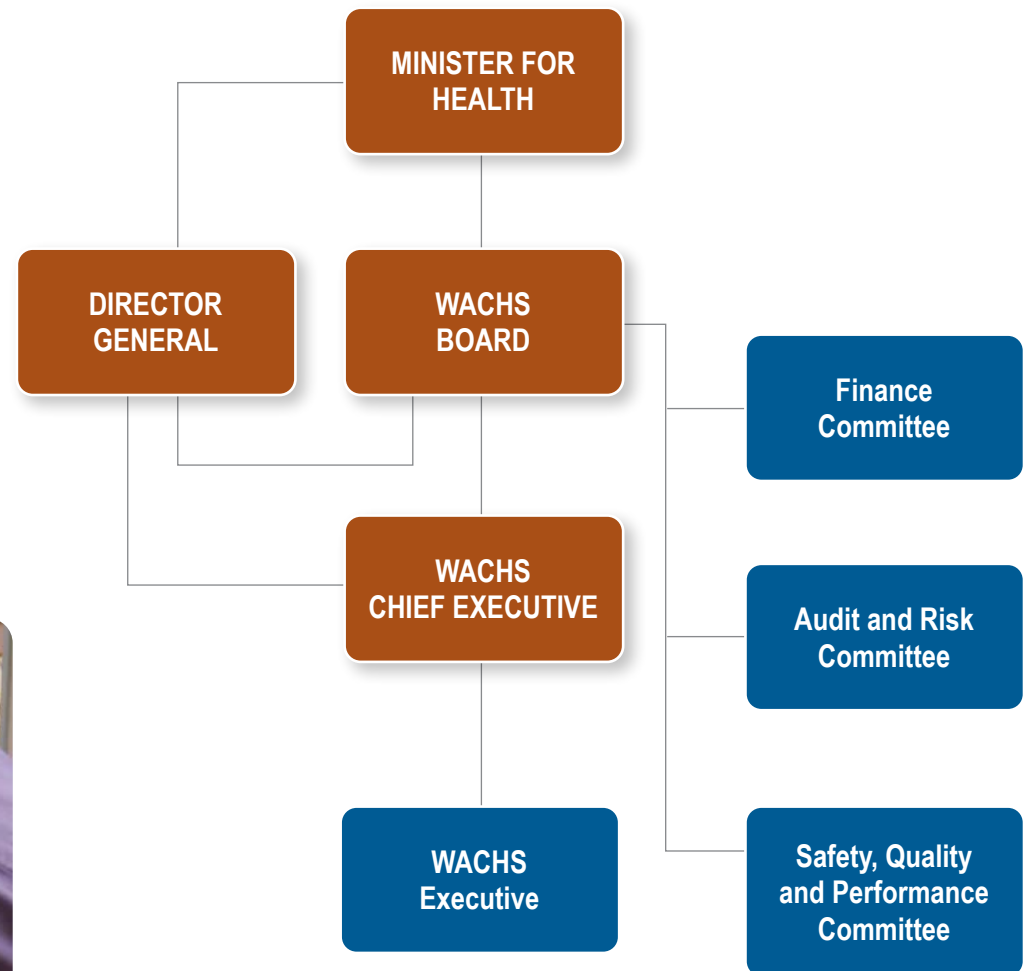 MINISTER FOR
HEALTH
DIRECTOR
GENERAL
WACHS
BOARD
Finance
Committee
WACHS
CHIEF EXECUTIVE
Audit and Risk
Committee
WACHS
Executive
Safety, Quality
and Performance
Committee